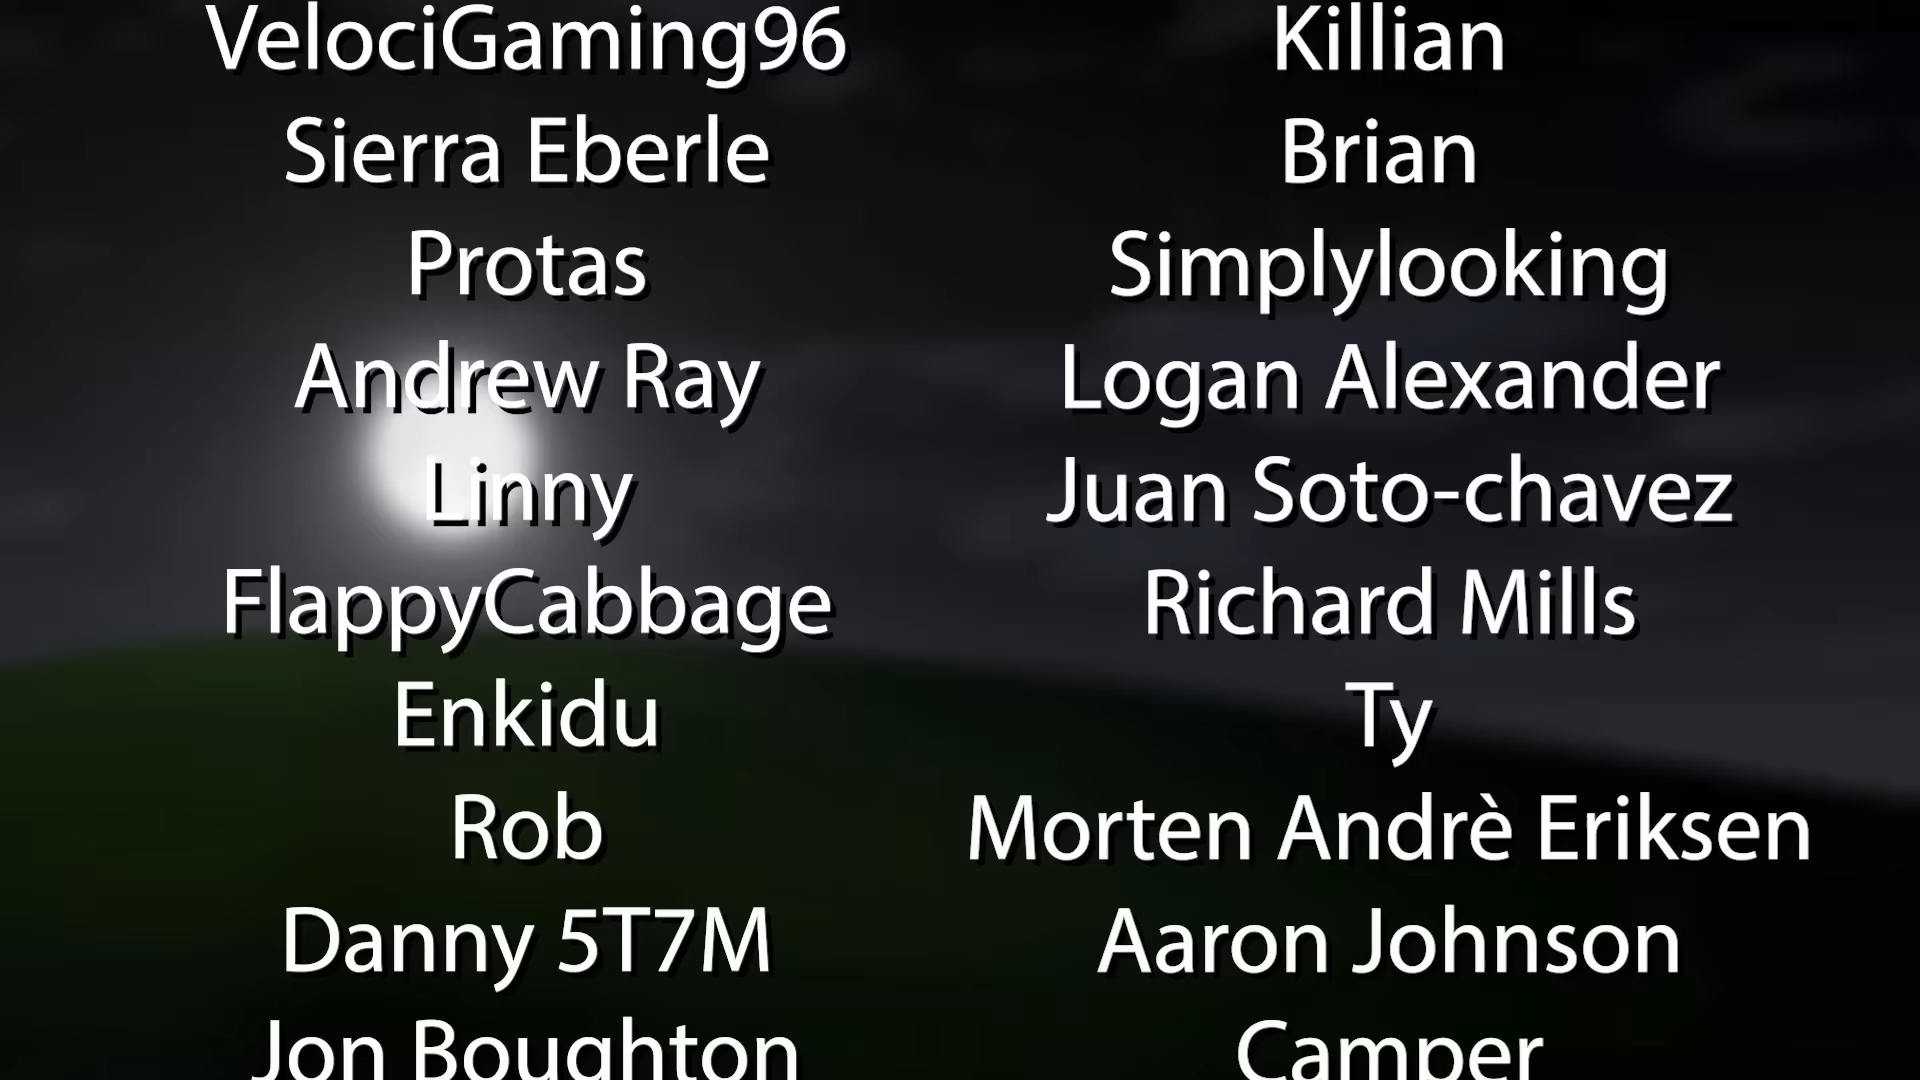 VelociGaming96
Killian
Sierra Eberle
Brian
Protas
Simplylooking
Andrew Ray
Logan Alexander
Linny
Juan Soto-chavez
FlappyCabbage
Richard Mills
Enkidu
Ty
Rob
Morten Andrè Eriksen
Danny 5T7M
Aaron Johnson
Jon Boughton
Camper